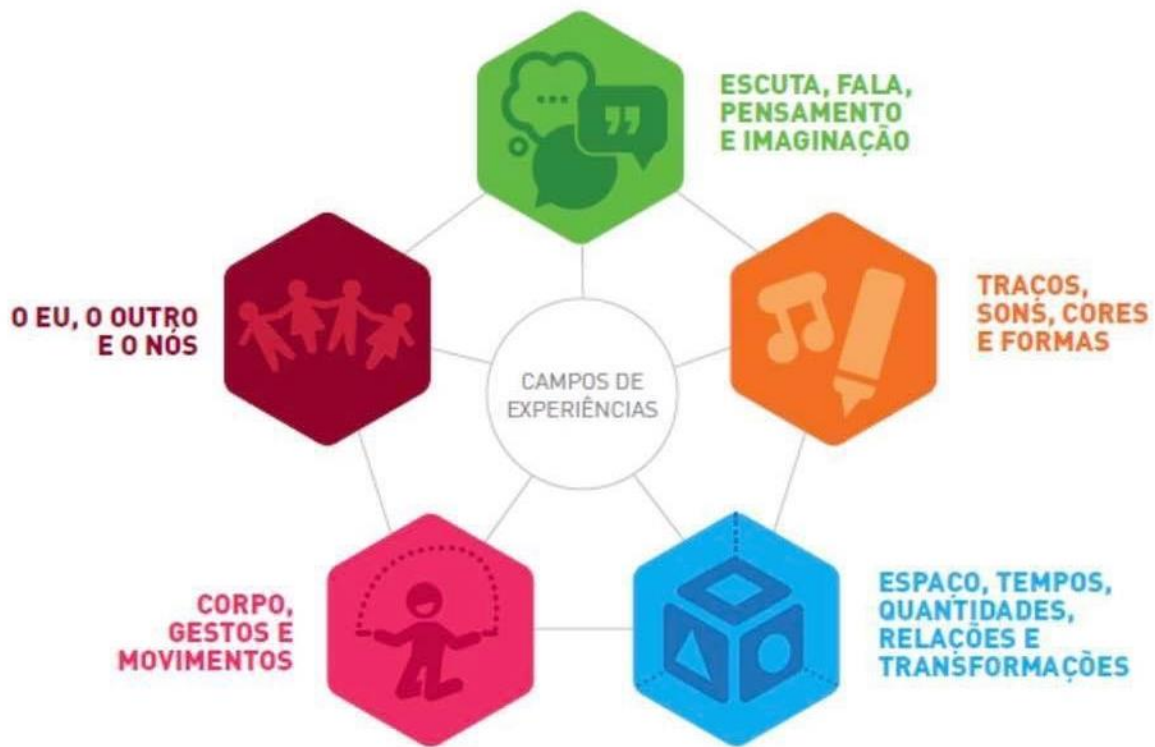 ESCUTA, FALA,
PENSAMENTO
E IMAGINAÇÃO
TRAÇOS,
SONS, CORES
E FORMAS
O EU, O OUTRO
E O NÓS
CAMPOS DE
EXPERIÊNCIAS
CORPO,
GESTOS E
MOVIMENTOS
ESPAÇO, TEMPOS,
QUANTIDADES,
RELAÇÕES E
TRANSFORMAÇÕES